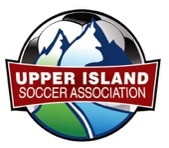 UPPER ISLAND
SOCCER ASSOCIATION